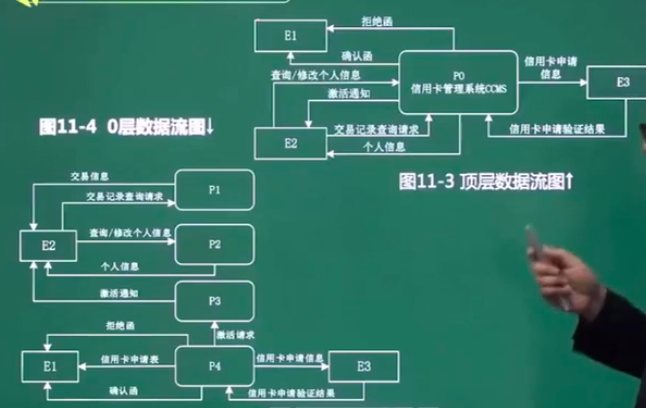 拒绝函
E1
确认函
查询/修改个人信息
激活通知
E2
交易记录查询请求
个人信息
P0
信用卡管理系统CCMS
信用卡申请
信息
E3
信用卡申请验证结果
图11-4 0层数据流图↓
图11-3 顶层数据流图↑
交易信息
P1
交易记录查询请求
E2
查询/修改个人信息
P2
个人信息
激活通知
P3
激活请求
拒绝函
E1
信用卡申请表
P4
信用卡申请信息
E3
确认函
信用卡申请验证结果